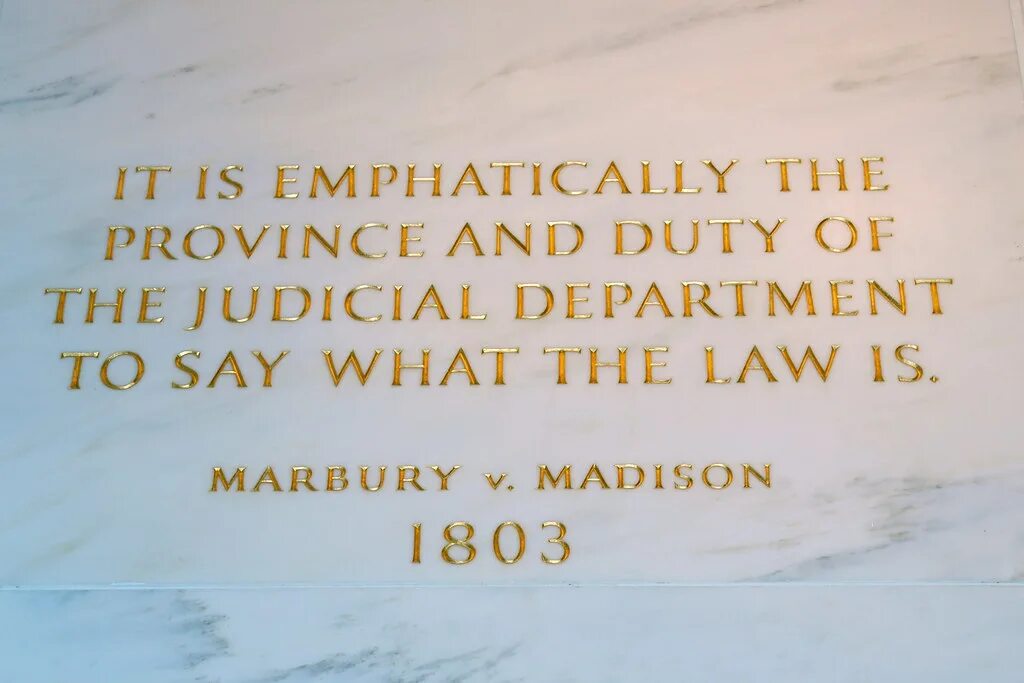 IT IS EMPHATICALLY THE
PROVINCE AND DUTY OF
THE JUDICIAL DEPARTMENT
TO SAY WHAT THE LAW IS.
MARBURY v. MADISON
1803